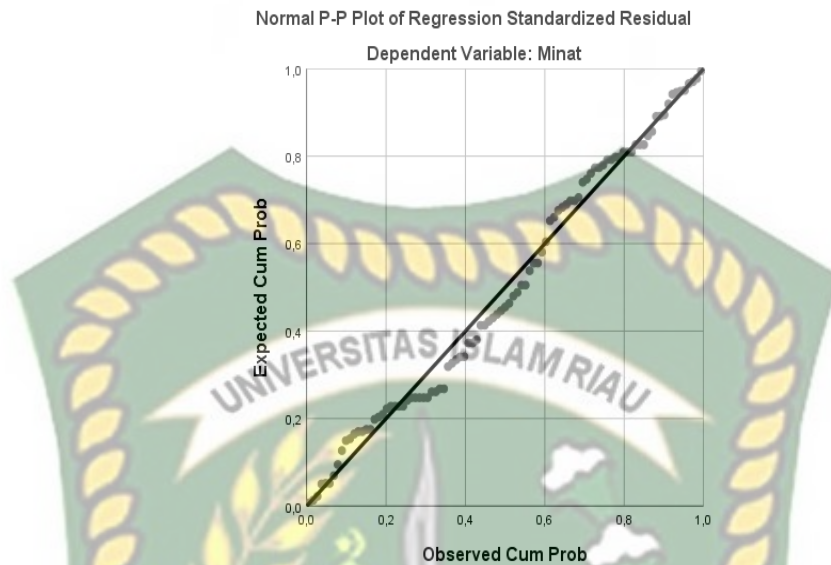 Normal P-P Plot of Regression Standardized Residual
Dependent Variable: Minat
1,0
0,8
0,6
0,4
0,2
0,0
Expected Cum Prob
0,0 0,2 0,4 0,6 0,8 1,0
Observed Cum Prob
UNIVERSITAS ISLAM RIAU